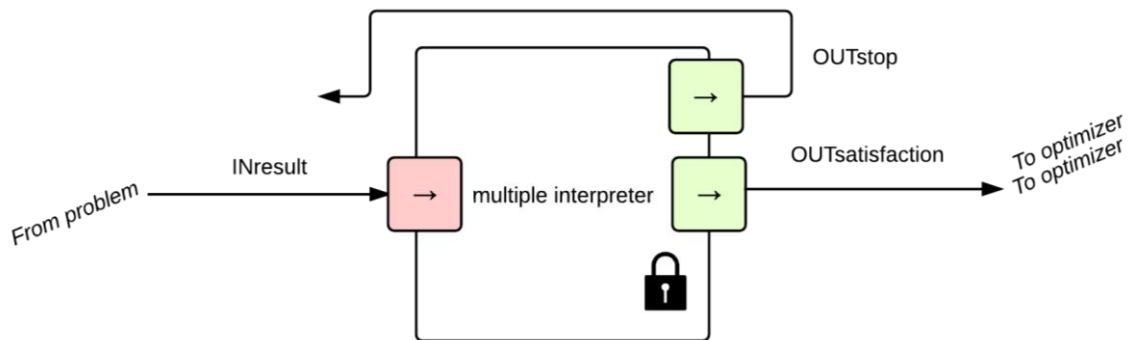 OUTstop
→
INresult
OUTsatisfaction
To optimizer
To optimizer
From problem
→
multiple interpreter
→